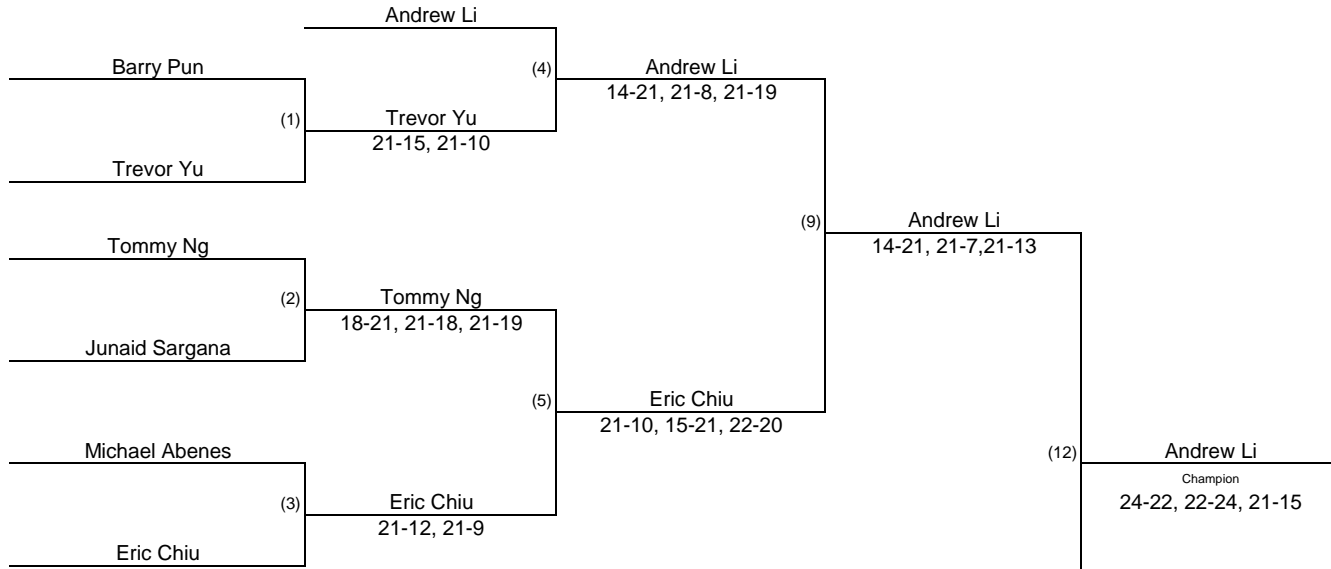 Andrew Li
Barry Pun
(4)
Andrew Li
14-21, 21-8, 21-19
(1)
Trevor Yu
21-15, 21-10
Trevor Yu
(9)
Andrew Li
14-21, 21-7,21-13
Tommy Ng
(2)
Tommy Ng
18-21, 21-18, 21-19
Junaid Sargana
(5)
Eric Chiu
21-10, 15-21, 22-20
Michael Abenes
(12)
Andrew Li
Champion
24-22, 22-24, 21-15
(3)
Eric Chiu
21-12, 21-9
Eric Chiu